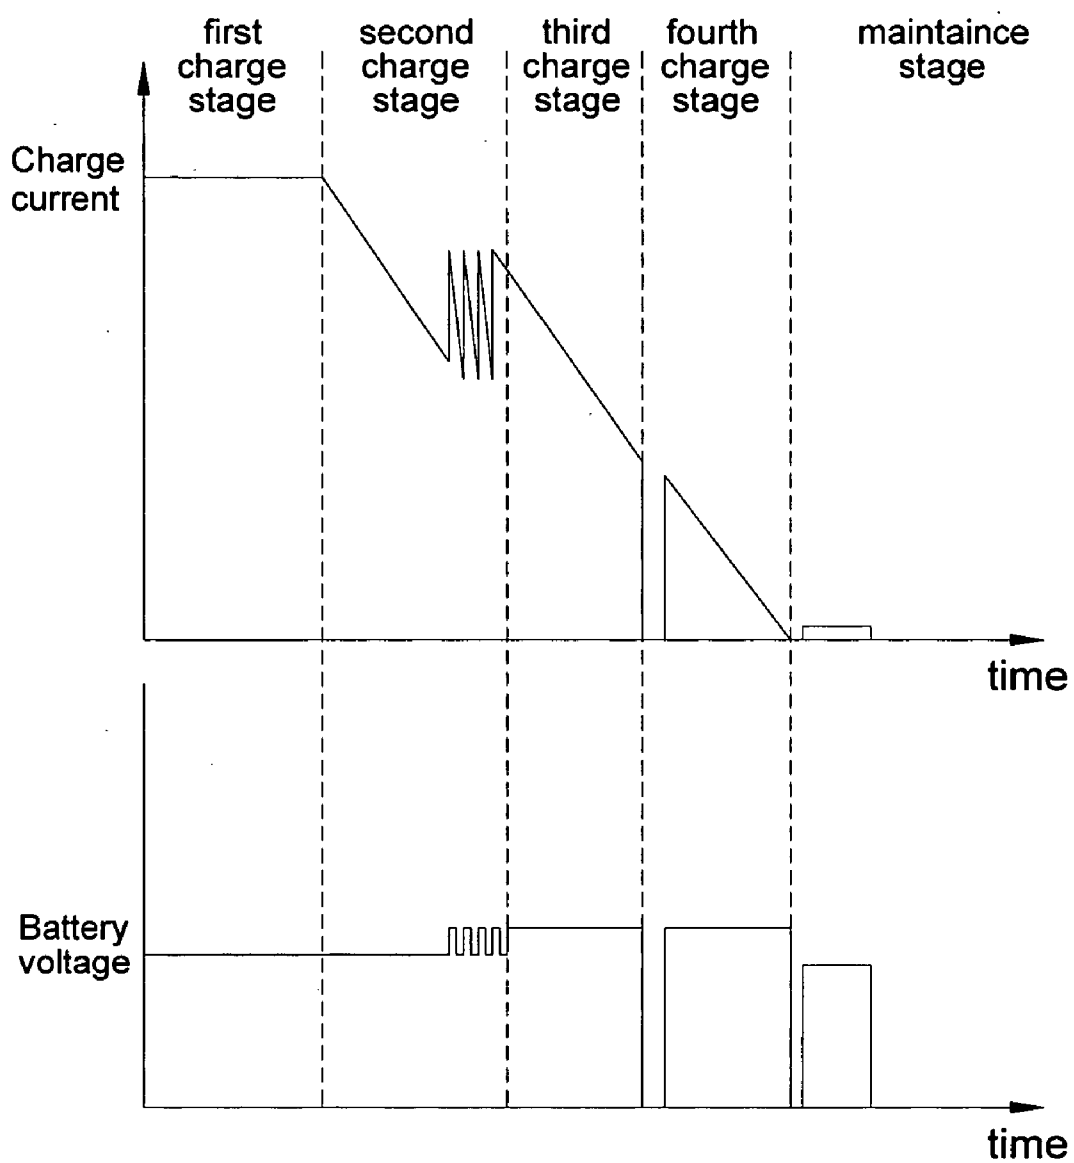 first
charge
stage
second
charge
stage
third
charge
stage
fourth
charge
stage
maintaince
stage
Charge
current
time
Battery
voltage
time